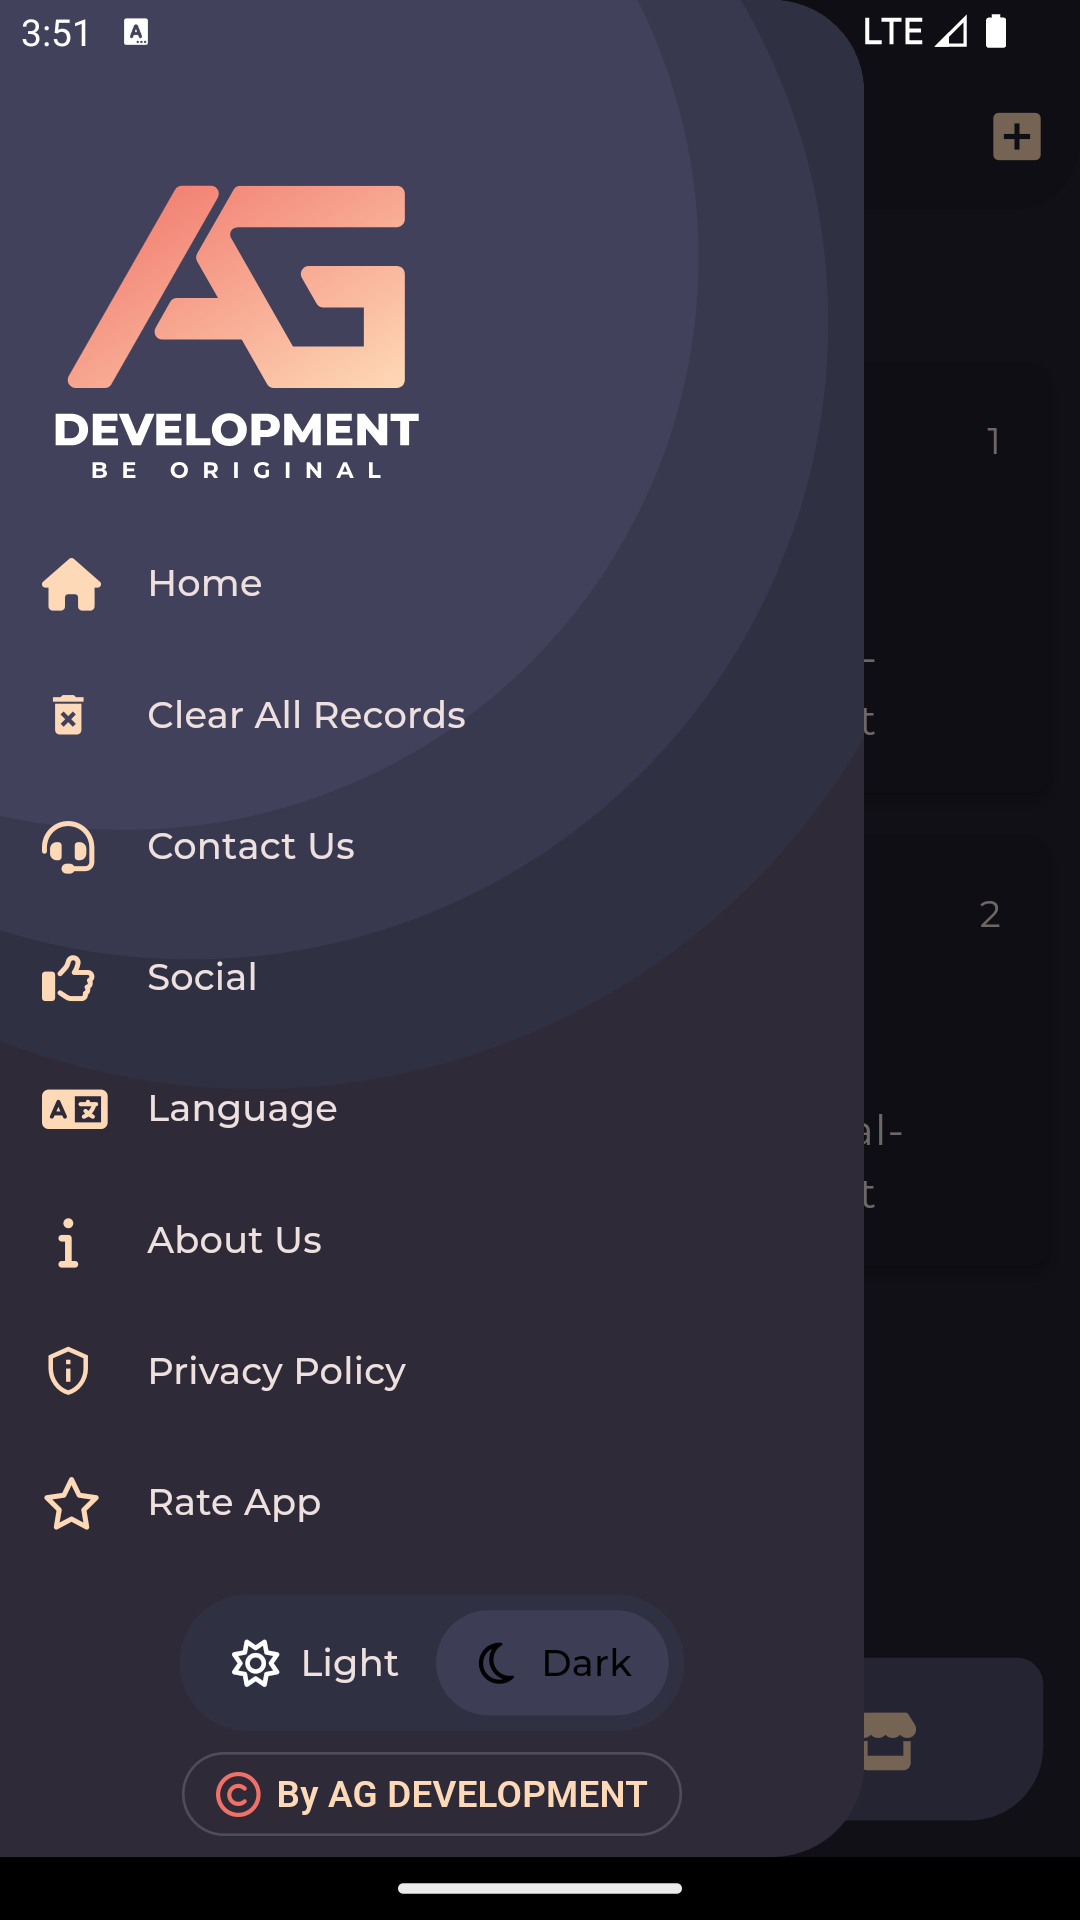 3:51
LTE
AG
DEVELOPMENT
BE ORIGINAL
Home
Clear All Records
Contact Us
Social
Language
About Us
Privacy Policy
Rate App
Light
Dark
© By AG DEVELOPMENT
1
-
t
2
al-
t